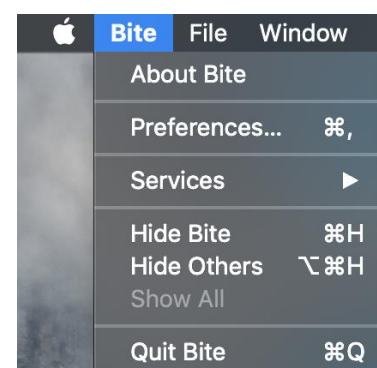 Bite File Window
About Bite
Preferences... ⌘,
Services ▶
Hide Bite ⌘H
Hide Others ⌥⌘H
Show All
Quit Bite ⌘Q